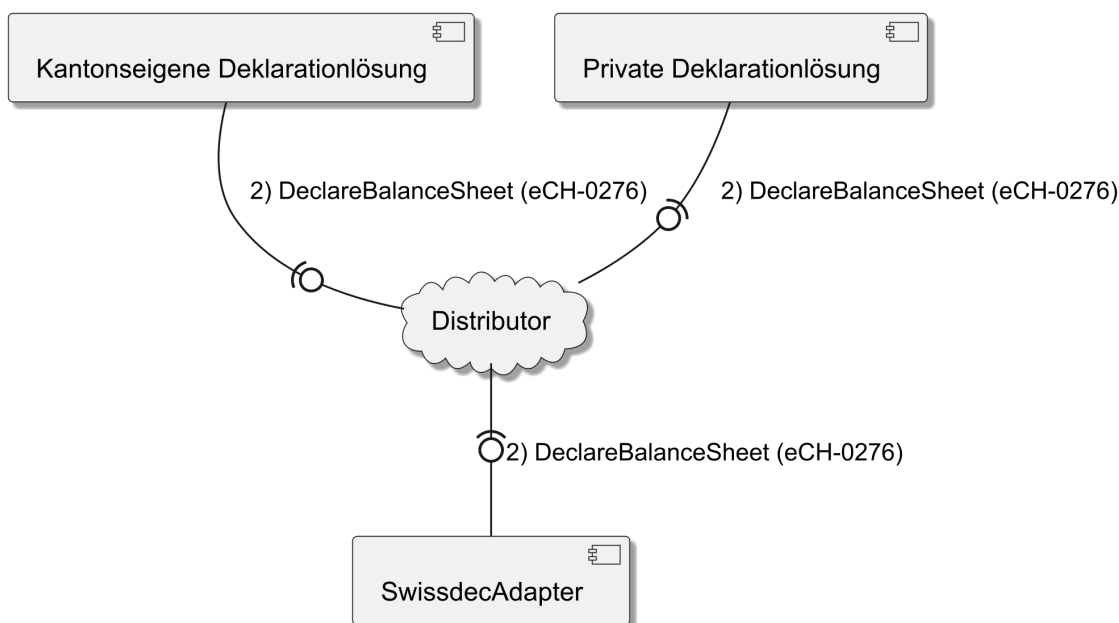 Kantonseigene Deklarationlösung
Private Deklarationlösung
2) DeclareBalanceSheet (eCH-0276)
2) DeclareBalanceSheet (eCH-0276)
Distributor
2) DeclareBalanceSheet (eCH-0276)
SwissdecAdapter